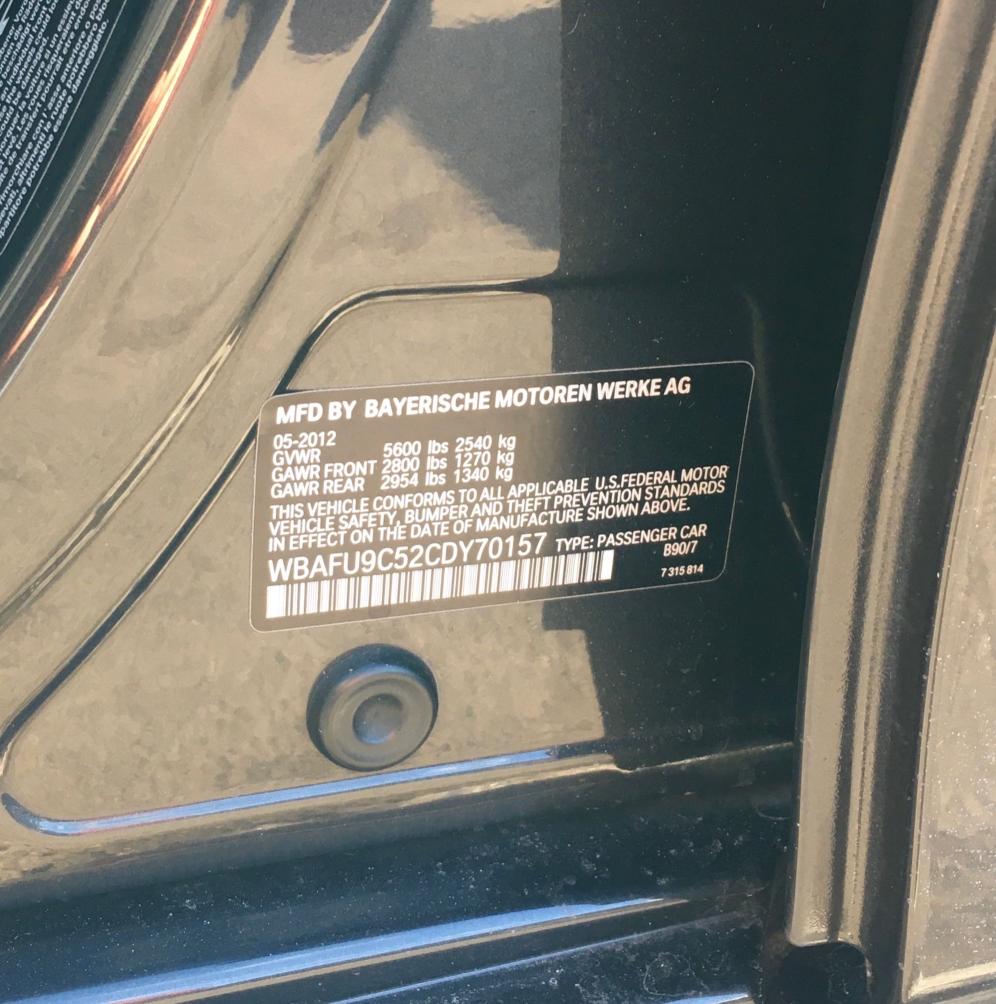 MFD BY BAYERISCHE MOTOREN WERKE AG
05-2012
GVWR 5600 lbs 2540 kg
GAWR FRONT 2800 lbs 1270 kg
GAWR REAR 2954 lbs 1340 kg
THIS VEHICLE CONFORMS TO ALL APPLICABLE U.S.FEDERAL MOTOR
VEHICLE SAFETY, BUMPER AND THEFT PREVENTION STANDARDS
IN EFFECT ON THE DATE OF MANUFACTURE SHOWN ABOVE.
WBAFU9C52CDY70157 TYPE: PASSENGER CAR
B90/7
7 315 814